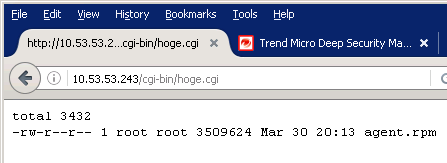 File Edit View History Bookmarks Tools Help
http://10.53.53.2...cgi-bin/hoge.cgi
Trend Micro Deep Security Ma...
10.53.53.243/cgi-bin/hoge.cgi
total 3432
-rw-r--r-- 1 root root 3509624 Mar 30 20:13 agent.rpm